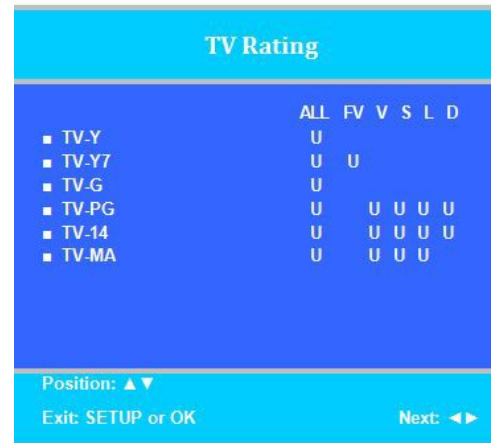 TV Rating
ALL FV V S L D
■ TV-Y U
■ TV-Y7 U U
■ TV-G U
■ TV-PG U U U U U
■ TV-14 U U U U U
■ TV-MA U U U U
Position: ▲▼
Exit: SETUP or OK Next: ◄►